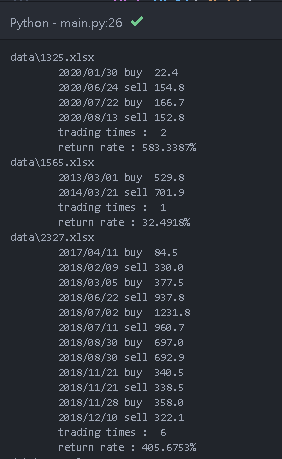 Python - main.py:26
data\1325.xlsx
2020/01/30 buy 22.4
2020/06/24 sell 154.8
2020/07/22 buy 166.7
2020/08/13 sell 152.8
trading times : 2
return rate : 583.3387%
data\1565.xlsx
2013/03/01 buy 529.8
2014/03/21 sell 701.9
trading times : 1
return rate : 32.4918%
data\2327.xlsx
2017/04/11 buy 84.5
2018/02/09 sell 330.0
2018/03/05 buy 377.5
2018/06/22 sell 937.8
2018/07/02 buy 1231.8
2018/07/11 sell 960.7
2018/08/30 buy 697.0
2018/08/30 sell 692.9
2018/11/21 buy 340.5
2018/11/21 sell 338.5
2018/11/28 buy 358.0
2018/12/10 sell 322.1
trading times : 6
return rate : 405.6753%